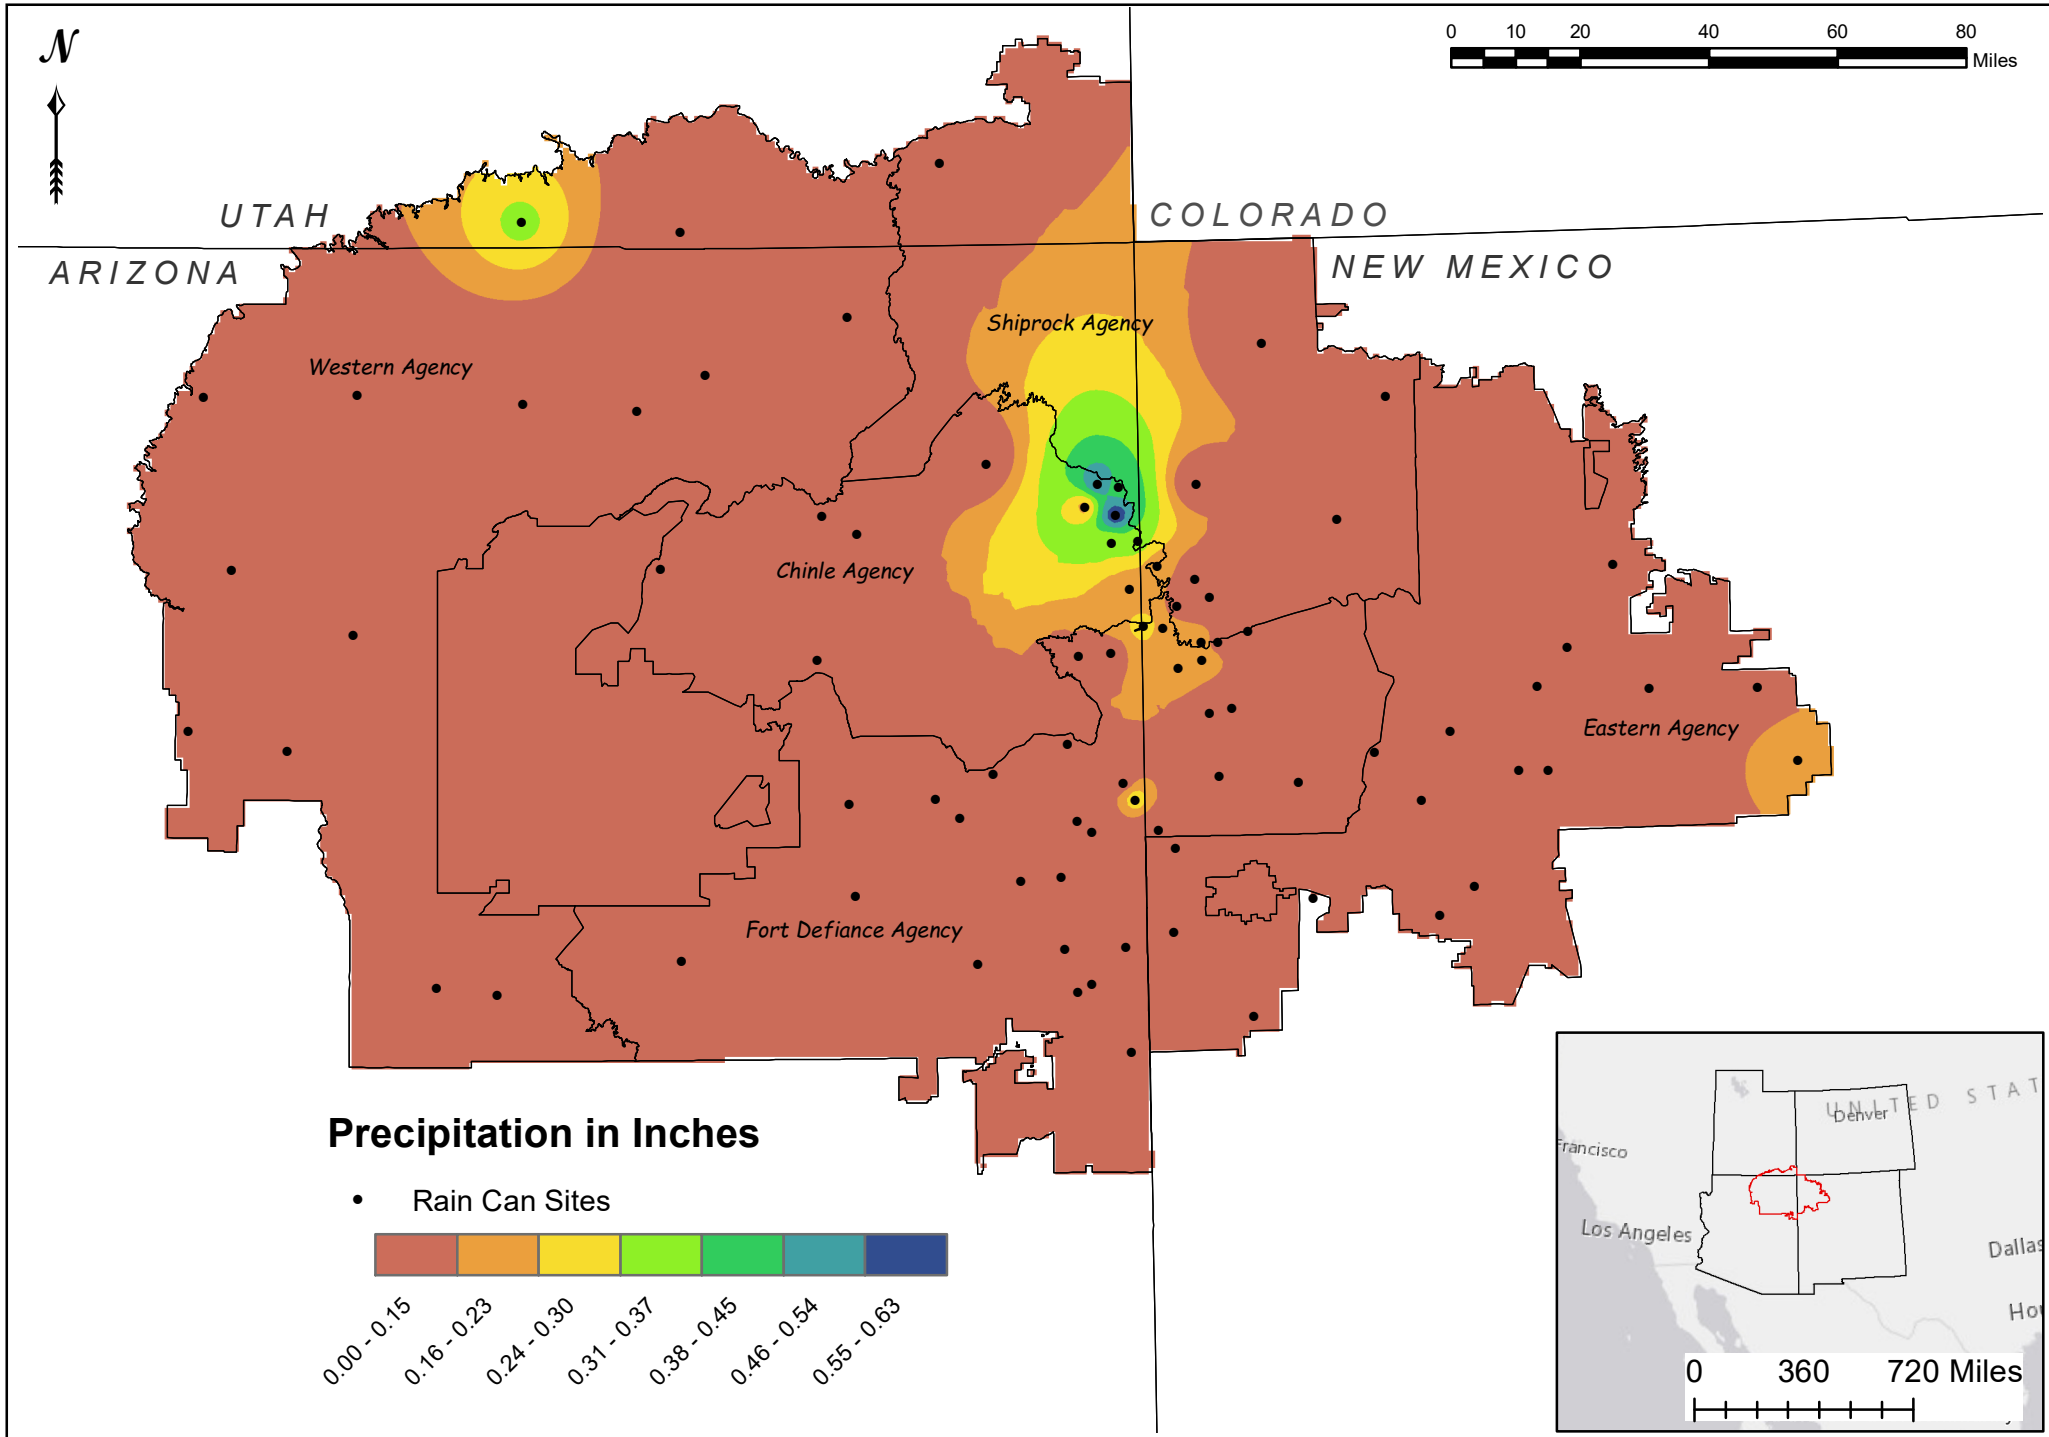 N
0 10 20 40 60 80
Miles
UTAH
COLORADO
ARIZONA
NEW MEXICO
Shiprock Agency
Western Agency
Chinle Agency
Eastern Agency
Fort Defiance Agency
Precipitation in Inches
Rain Can Sites
0.00 - 0.15
0.16 - 0.23
0.24 - 0.30
0.31 - 0.37
0.38 - 0.45
0.46 - 0.54
0.55 - 0.63
UNITED STAT
Denver
Francisco
Los Angeles
Dallas
Hou
0 360 720 Miles